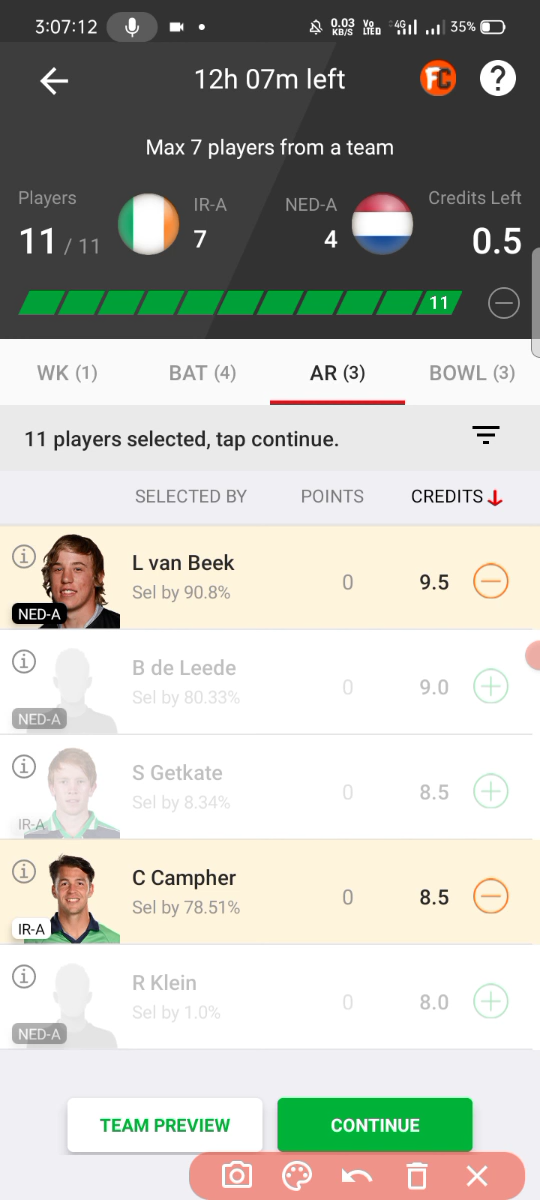 3:07:12
0.03 KB/S
Vo LTED
4G
35%
12h 07m left
FC
?
Max 7 players from a team
Players
11 / 11
IR-A
7
NED-A
4
Credits Left
0.5
11
WK (1)
BAT (4)
AR (3)
BOWL (3)
11 players selected, tap continue.
SELECTED BY
POINTS
CREDITS
L van Beek
Sel by 90.8%
0
9.5
NED-A
B de Leede
Sel by 80.33%
0
9.0
NED-A
S Getkate
Sel by 8.34%
0
8.5
IR-A
C Campher
Sel by 78.51%
0
8.5
IR-A
R Klein
Sel by 1.0%
0
8.0
NED-A
TEAM PREVIEW
CONTINUE